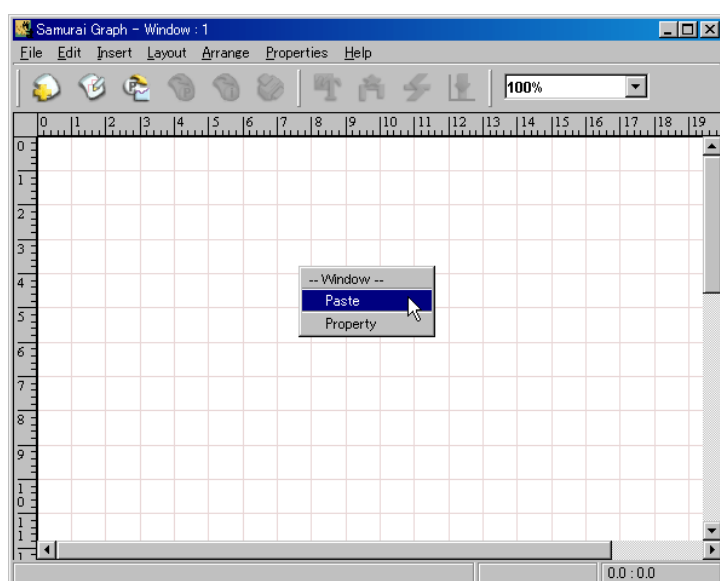 Samurai Graph - Window : 1
File Edit Insert Layout Arrange Properties Help
100%
0 1 2 3 4 5 6 7 8 9 10 11 12 13 14 15 16 17 18 19
0
1
2
3
4
5
6
7
8
9
10
11
1
-- Window --
Paste
Property
0.0 : 0.0